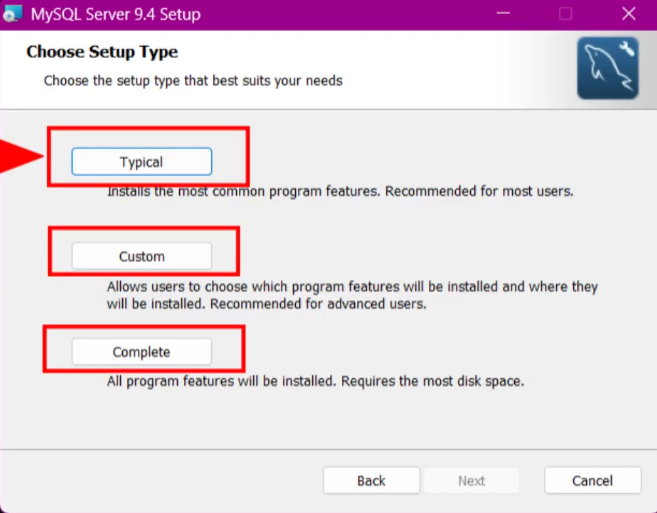 MySQL Server 9.4 Setup
Choose Setup Type
Choose the setup type that best suits your needs
Typical
Installs the most common program features. Recommended for most users.
Custom
Allows users to choose which program features will be installed and where they
will be installed. Recommended for advanced users.
Complete
All program features will be installed. Requires the most disk space.
Back
Next
Cancel